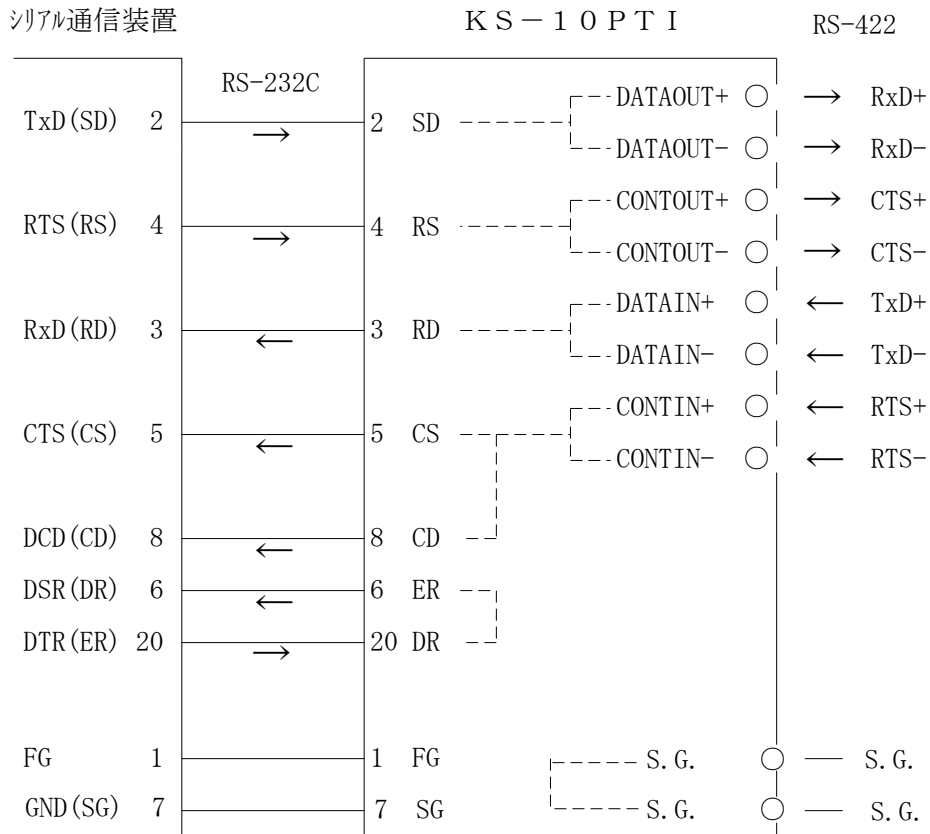 ｼﾘｱﾙ通信装置 ＫＳ－１０ＰＴＩ RS-422
RS-232C
TxD(SD) 2 2 SD DATAOUT+ RxD+
DATAOUT- RxD-
RTS(RS) 4 4 RS CONTOUT+ CTS+
CONTOUT- CTS-
RxD(RD) 3 3 RD DATAIN+ TxD+
DATAIN- TxD-
CTS(CS) 5 5 CS CONTIN+ RTS+
CONTIN- RTS-
DCD(CD) 8 8 CD
DSR(DR) 6 6 ER
DTR(ER) 20 20 DR
FG 1 1 FG S.G. S.G.
GND(SG) 7 7 SG S.G. S.G.